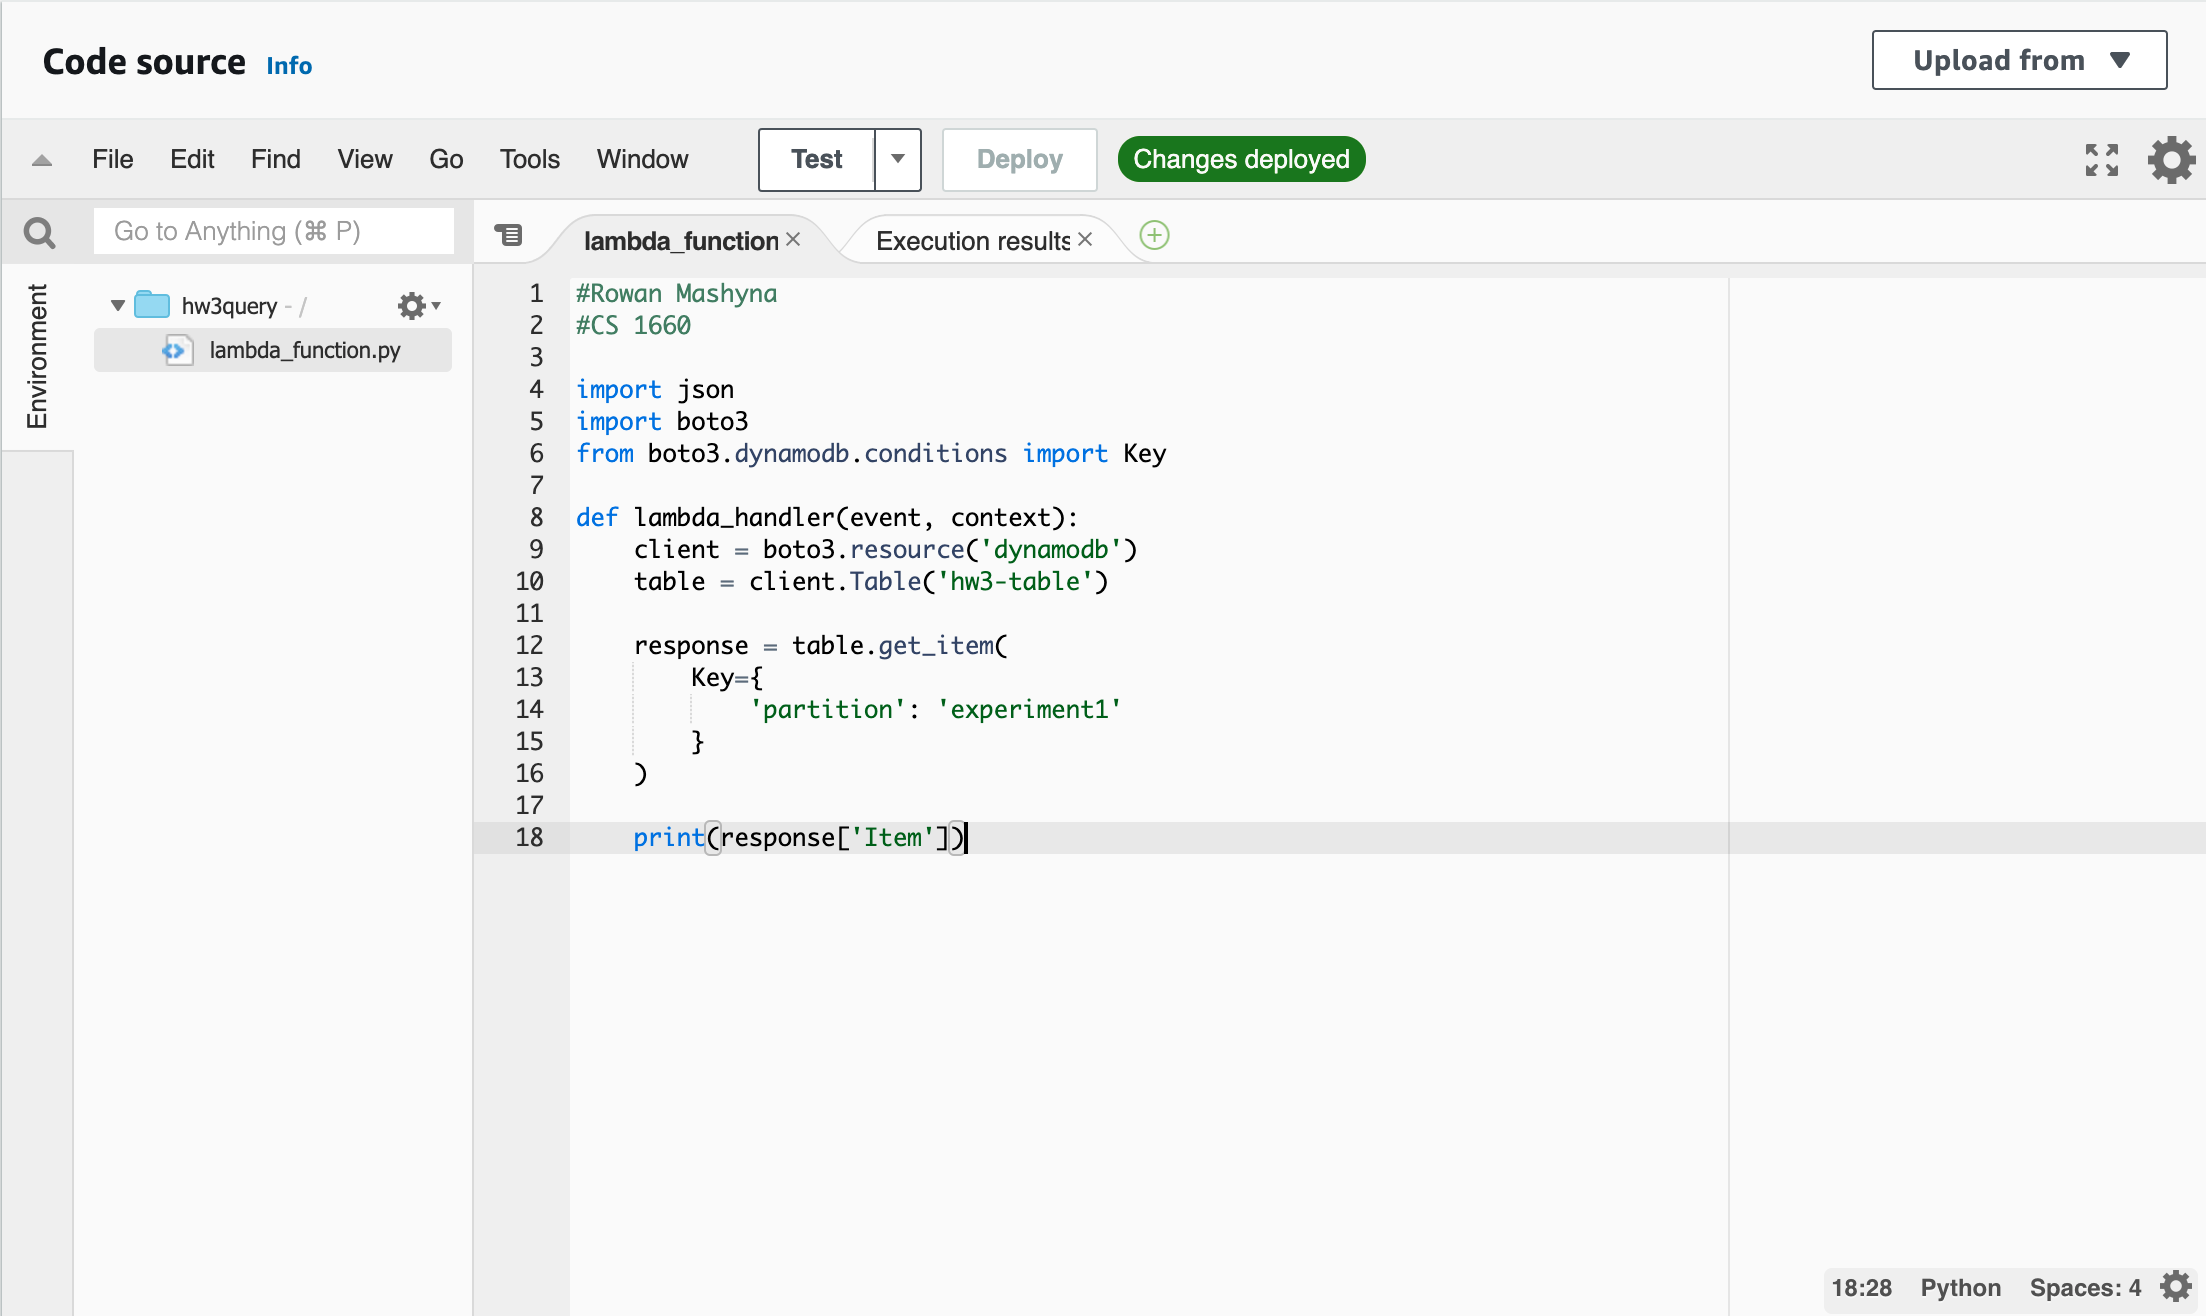 Code source Info
Upload from
File Edit Find View Go Tools Window Test Deploy Changes deployed
Go to Anything (⌘ P)
lambda_function Execution results
Environment
hw3query - /
lambda_function.py
1 #Rowan Mashyna
2 #CS 1660
3
4 import json
5 import boto3
6 from boto3.dynamodb.conditions import Key
7
8 def lambda_handler(event, context):
9     client = boto3.resource('dynamodb')
10     table = client.Table('hw3-table')
11
12     response = table.get_item(
13         Key={
14             'partition': 'experiment1'
15         }
16     )
17
18     print(response['Item'])
18:28 Python Spaces: 4